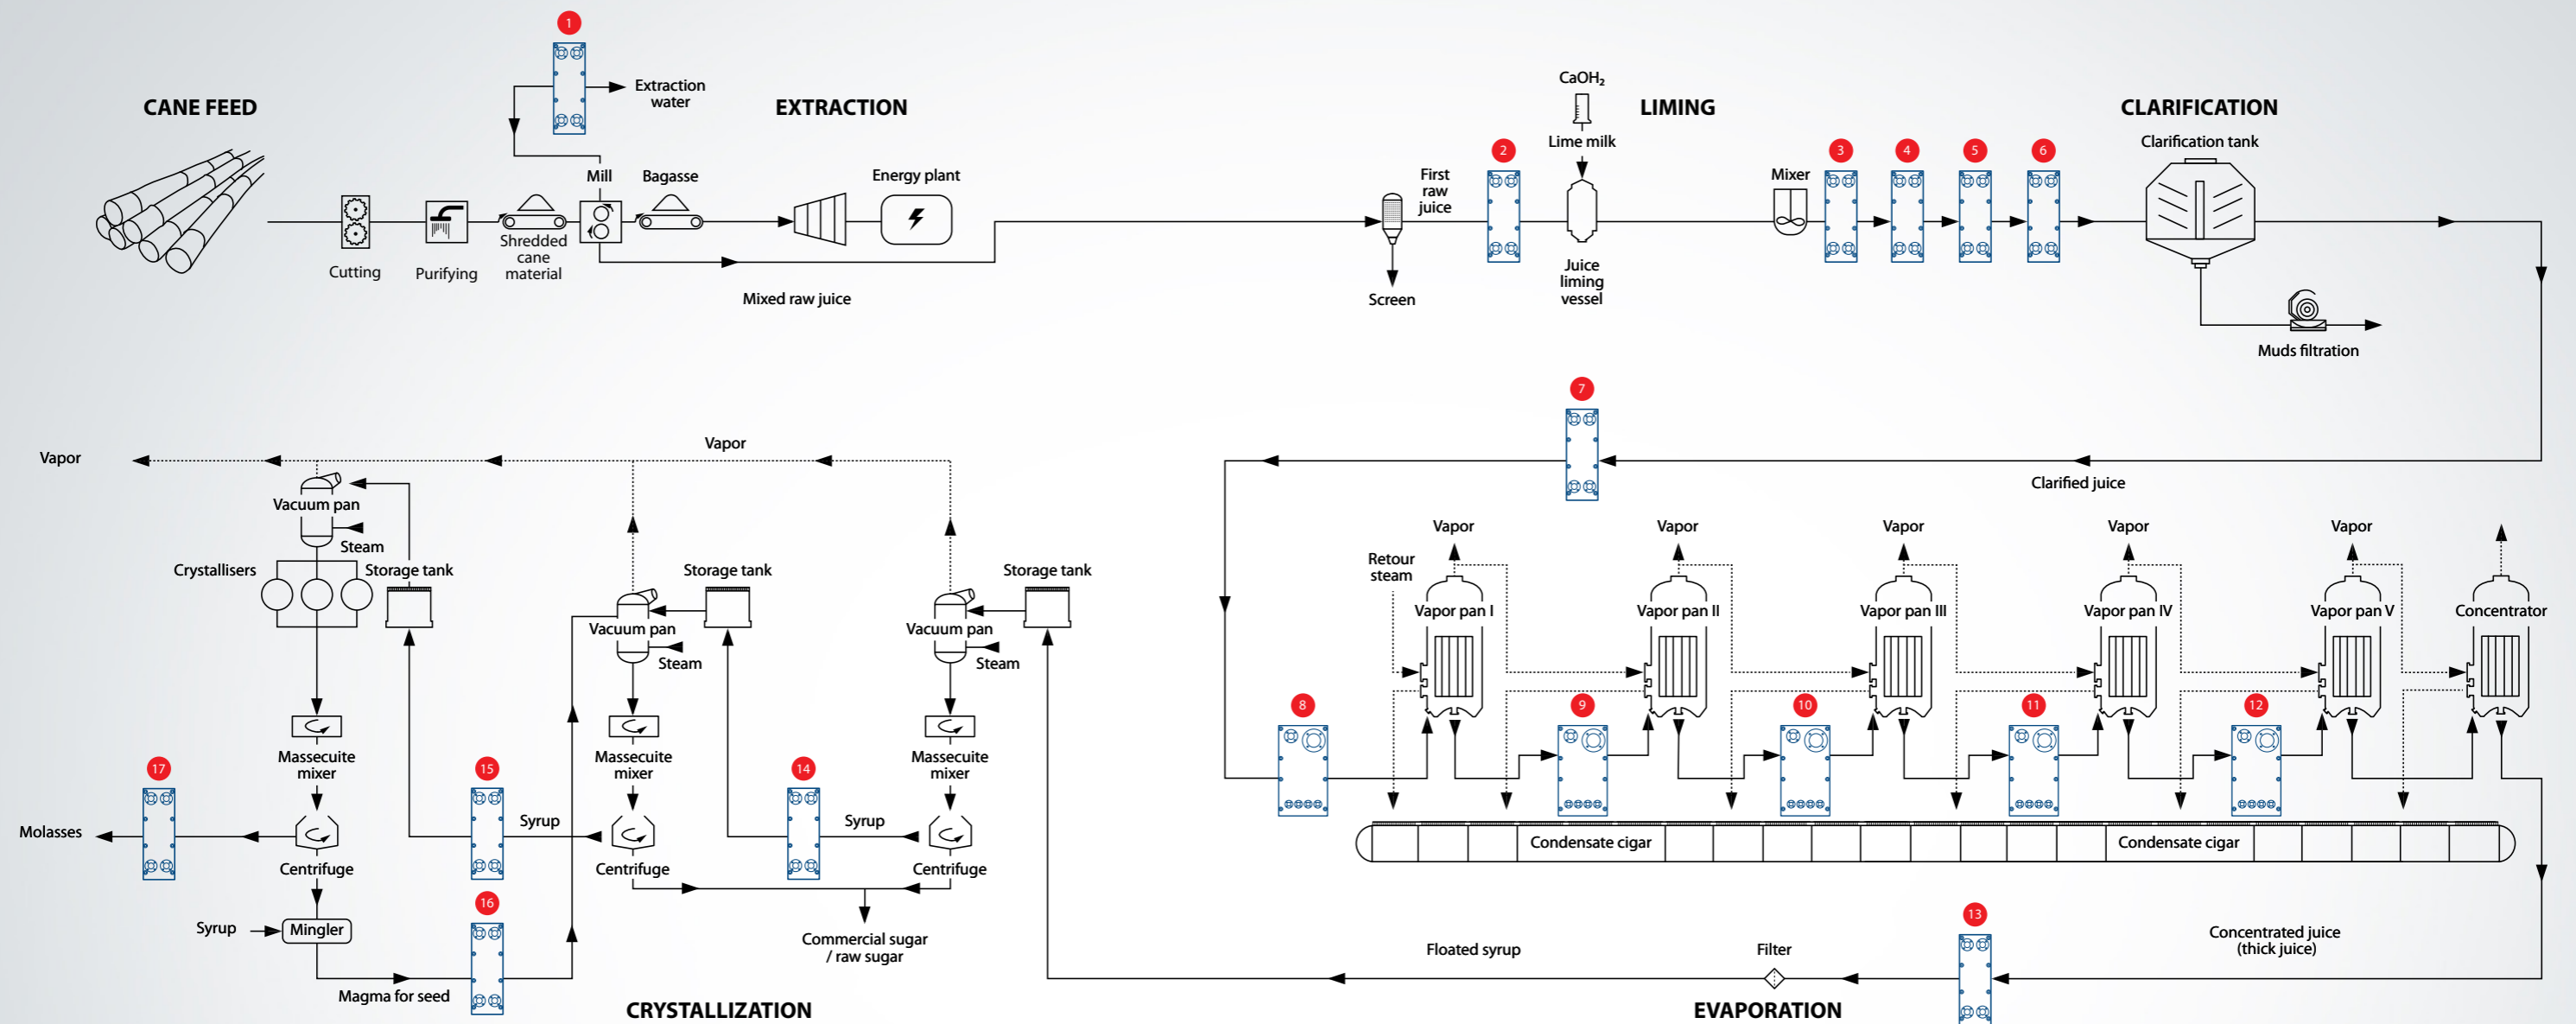 1
Extraction
water
CANE FEED
EXTRACTION
Mill
Bagasse
Energy plant
Cutting
Purifying
Shredded
cane
material
Mixed raw juice
CaOH₂
LIMING
CLARIFICATION
Lime milk
Clarification tank
First
raw
juice
2
Mixer
3
4
5
6
Screen
Juice
liming
vessel
Muds filtration
7
Clarified juice
Vapor
Vapor
Vacuum pan
Steam
Crystallisers
Storage tank
Storage tank
Storage tank
Vacuum pan
Steam
Vacuum pan
Steam
Massecuite
mixer
Massecuite
mixer
Massecuite
mixer
17
15
14
Molasses
Syrup
Syrup
Centrifuge
Centrifuge
Centrifuge
16
Syrup
Mingler
Magma for seed
Commercial sugar
/ raw sugar
CRYSTALLIZATION
Retour
steam
Vapor
Vapor
Vapor
Vapor
Vapor
Vapor pan I
Vapor pan II
Vapor pan III
Vapor pan IV
Vapor pan V
Concentrator
8
9
10
11
12
Condensate cigar
Condensate cigar
13
Floated syrup
Filter
Concentrated juice
(thick juice)
EVAPORATION